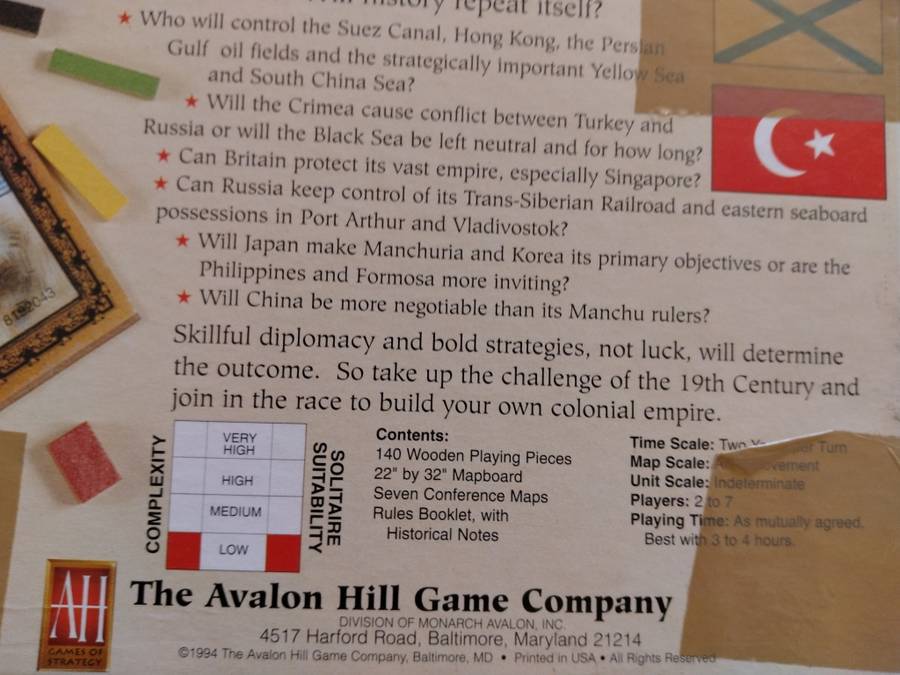 history repeat itself?
★ Who will control the Suez Canal, Hong Kong, the Persian
Gulf oil fields and the strategically important Yellow Sea
and South China Sea?
★ Will the Crimea cause conflict between Turkey and
Russia or will the Black Sea be left neutral and for how long?
★ Can Britain protect its vast empire, especially Singapore?
★ Can Russia keep control of its Trans-Siberian Railroad and eastern seaboard
possessions in Port Arthur and Vladivostok?
★ Will Japan make Manchuria and Korea its primary objectives or are the
Philippines and Formosa more inviting?
★ Will China be more negotiable than its Manchu rulers?
Skillful diplomacy and bold strategies, not luck, will determine
the outcome. So take up the challenge of the 19th Century and
join in the race to build your own colonial empire.
COMPLEXITY
VERY
HIGH
HIGH
MEDIUM
LOW
SOLITAIRE
SUITABILITY
Contents:
140 Wooden Playing Pieces
22" by 32" Mapboard
Seven Conference Maps
Rules Booklet, with
Historical Notes
Time Scale: Two Turn
Map Scale:
Unit Scale: Indeterminate
Players: 2 to 7
Playing Time: As mutually agreed.
Best with 3 to 4 hours.
AH
GAMES OF
STRATEGY
The Avalon Hill Game Company
DIVISION OF MONARCH AVALON, INC.
4517 Harford Road, Baltimore, Maryland 21214
©1994 The Avalon Hill Game Company, Baltimore, MD • Printed in USA • All Rights Reserved